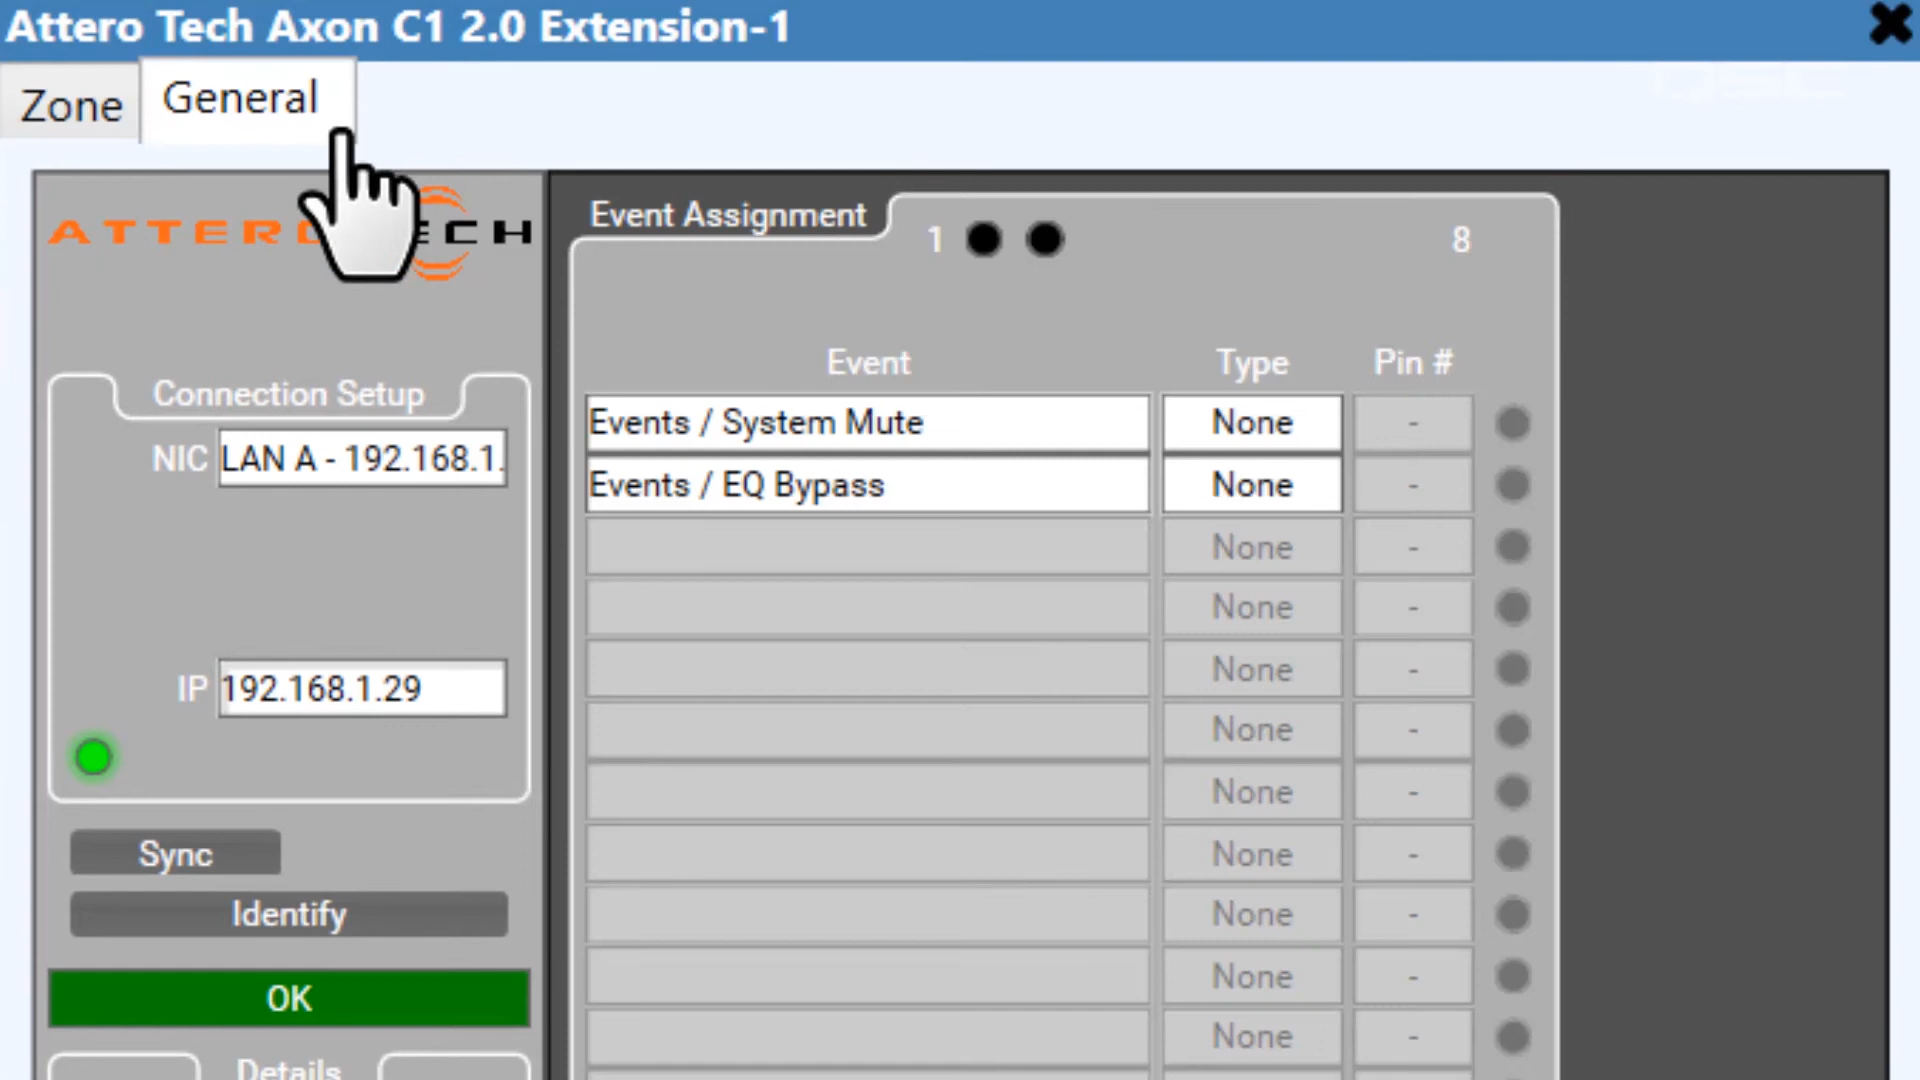 Attero Tech Axon C1 2.0 Extension-1
Zone
General
ATTERO ECH
Connection Setup
NIC
LAN A - 192.168.1.
IP
192.168.1.29
Sync
Identify
OK
Details
Event Assignment
1
8
Event
Type
Pin #
Events / System Mute
None
-
Events / EQ Bypass
None
-
None
-
None
-
None
-
None
-
None
-
None
-
None
-
None
-
None
-